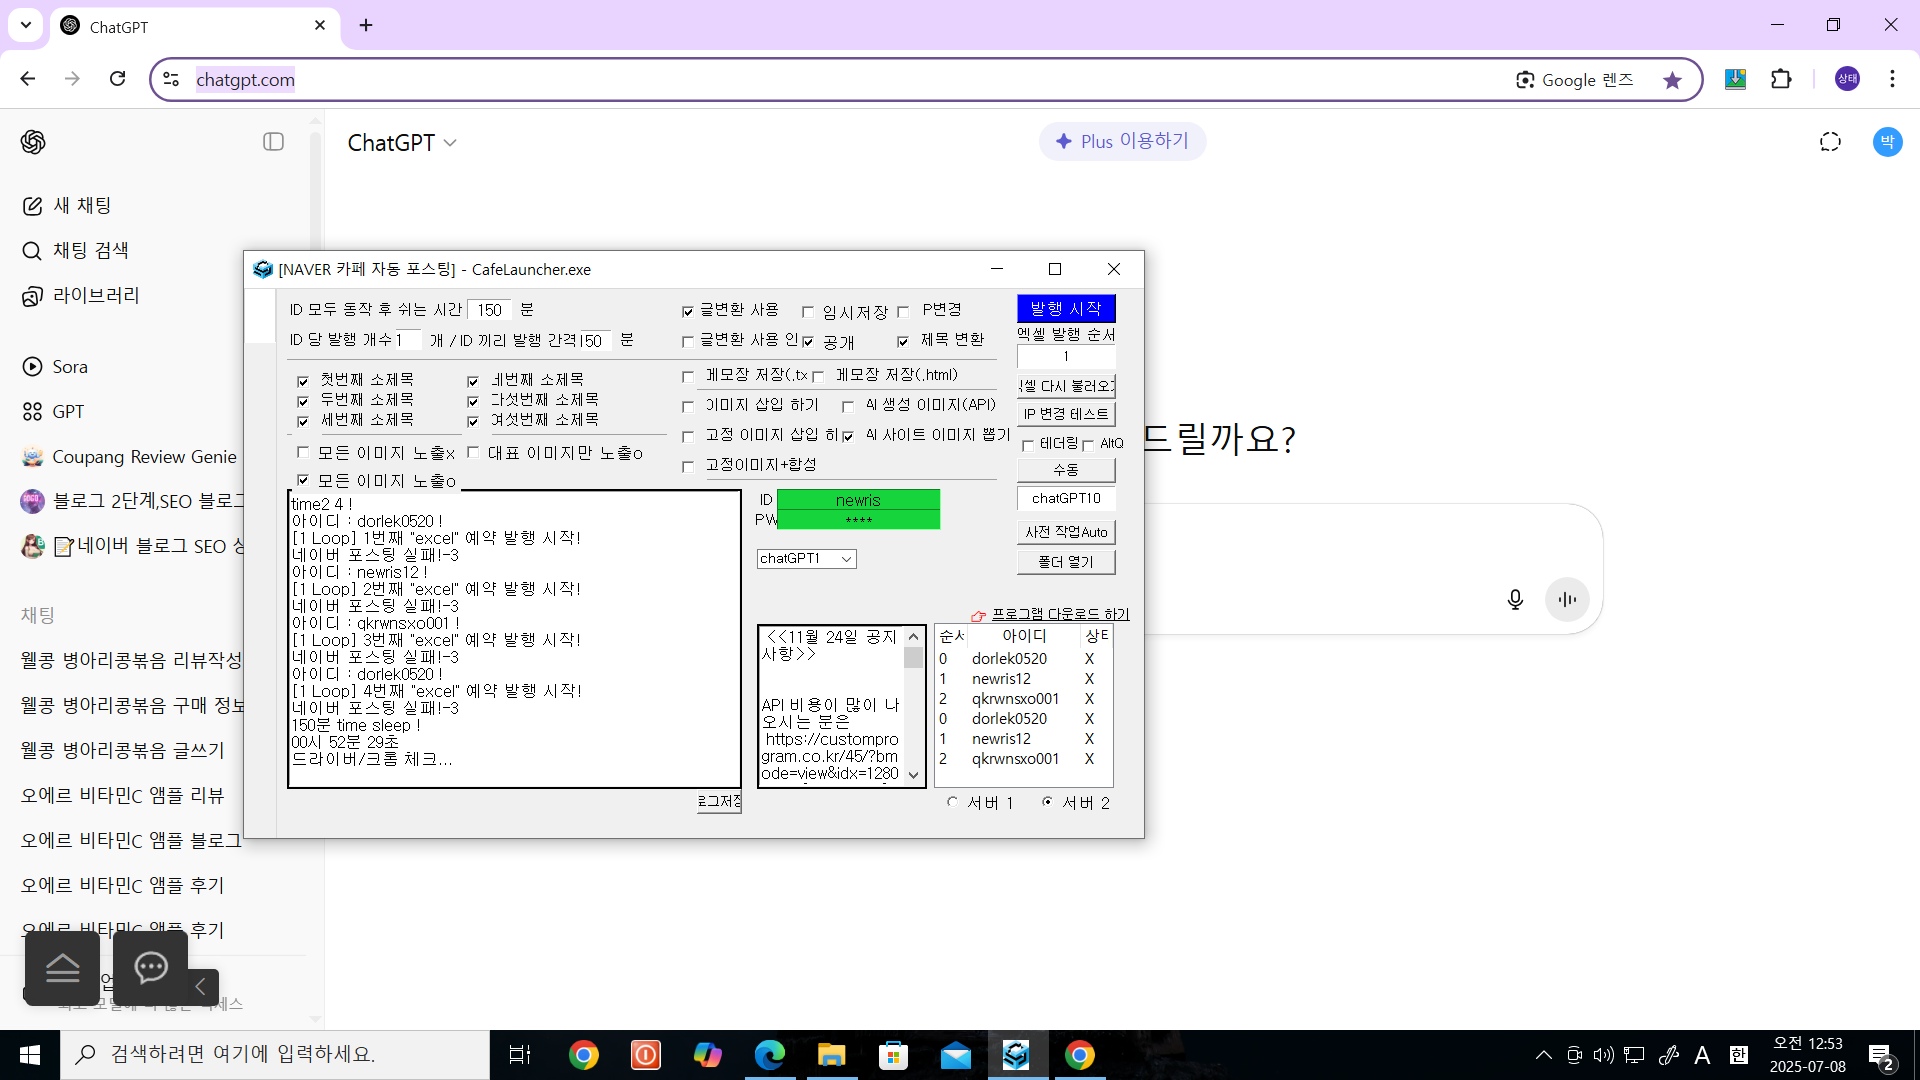 ChatGPT
chatgpt.com
Google 렌즈
상태
ChatGPT
Plus 이용하기
박
새 채팅
채팅 검색
라이브러리
Sora
GPT
Coupang Review Genie
블로그 2단계,SEO 블로그
📝네이버 블로그 SEO
채팅
웰콩 병아리콩볶음 리뷰작성
웰콩 병아리콩볶음 구매 정보
웰콩 병아리콩볶음 글쓰기
오에르 비타민C 앰플 리뷰
오에르 비타민C 앰플 블로그
오에르 비타민C 앰플 후기
오에르 비타민C 앰플 후기
드릴까요?
[NAVER 카페 자동 포스팅] - CafeLauncher.exe
ID 모두 동작 후 쉬는 시간 150 분
ID 당 발행 개수 1 개 / ID 끼리 발행 간격 150 분
글변환 사용 임시저장 P변경
글변환 사용 인 공개 제목 변환
첫번째 소제목 네번째 소제목
두번째 소제목 다섯번째 소제목
세번째 소제목 여섯번째 소제목
모든 이미지 노출x 대표 이미지만 노출o
모든 이미지 노출o
메모장 저장(.tx 메모장 저장(.html)
이미지 삽입 하기 AI 생성 이미지(API)
고정 이미지 삽입 하 AI 사이트 이미지 뽑기
고정이미지+합성
발행 시작
엑셀 발행 순서
1
엑셀 다시 불러오기
IP 변경 테스트
테더링 AltQ
수동
chatGPT10
사전 작업Auto
폴더 열기
time2 4 !
아이디 : dorlek0520 !
[1 Loop] 1번째 "excel" 예약 발행 시작!
네이버 포스팅 실패!-3
아이디 : newris12 !
[1 Loop] 2번째 "excel" 예약 발행 시작!
네이버 포스팅 실패!-3
아이디 : qkrwnsxo001 !
[1 Loop] 3번째 "excel" 예약 발행 시작!
네이버 포스팅 실패!-3
아이디 : dorlek0520 !
[1 Loop] 4번째 "excel" 예약 발행 시작!
네이버 포스팅 실패!-3
150분 time sleep !
00시 52분 29초
드라이버/크롬 체크...
로그저장
ID newris
PW ****
chatGPT1
프로그램 다운로드 하기
<<11월 24일 공지
사항>>
API 비용이 많이 나
오시는 분은
https://custompro
gram.co.kr/45/?bm
ode=view&idx=1280
순서 아이디 상태
0 dorlek0520 X
1 newris12 X
2 qkrwnsxo001 X
0 dorlek0520 X
1 newris12 X
2 qkrwnsxo001 X
서버 1 서버 2
검색하려면 여기에 입력하세요.
A
한
오전 12:53
2025-07-08
2